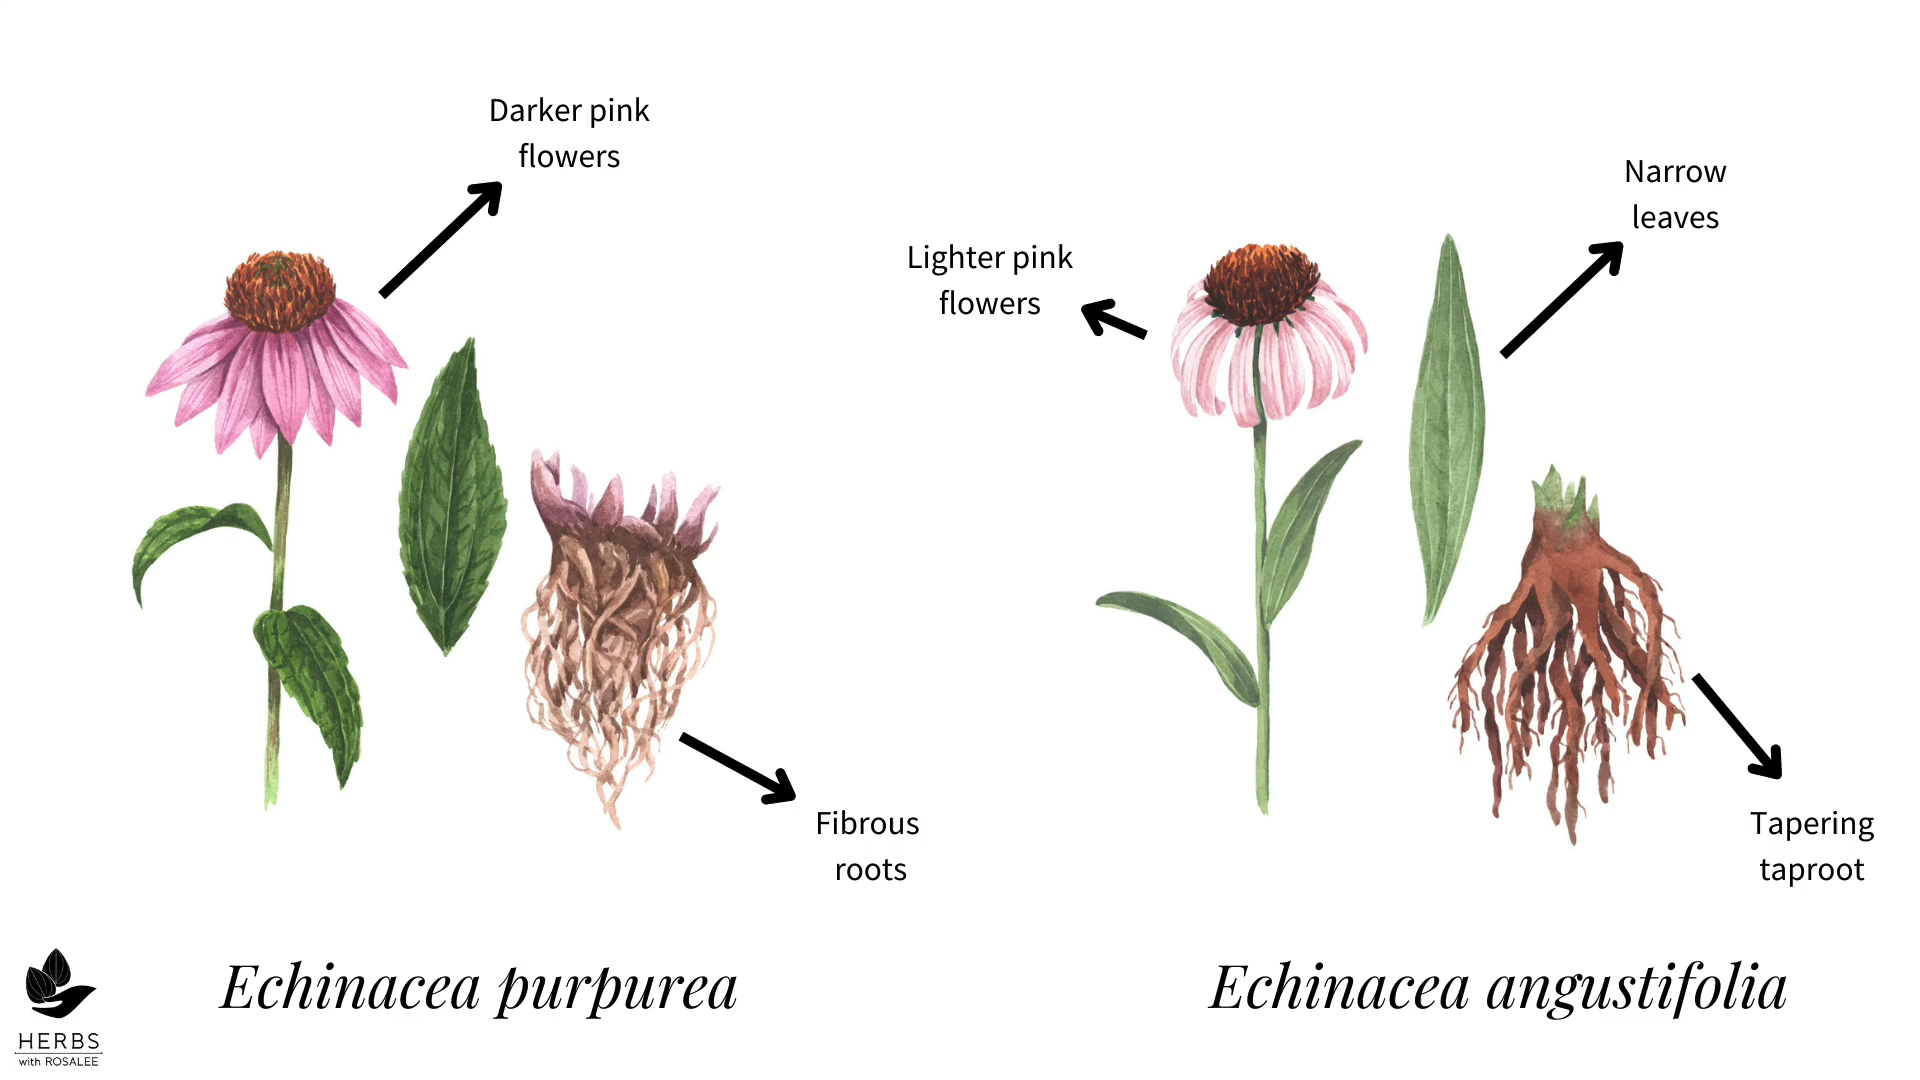 Darker pink
flowers
Fibrous
roots
Echinacea purpurea
Lighter pink
flowers
Narrow
leaves
Tapering
taproot
Echinacea angustifolia
HERBS
with ROSALEE